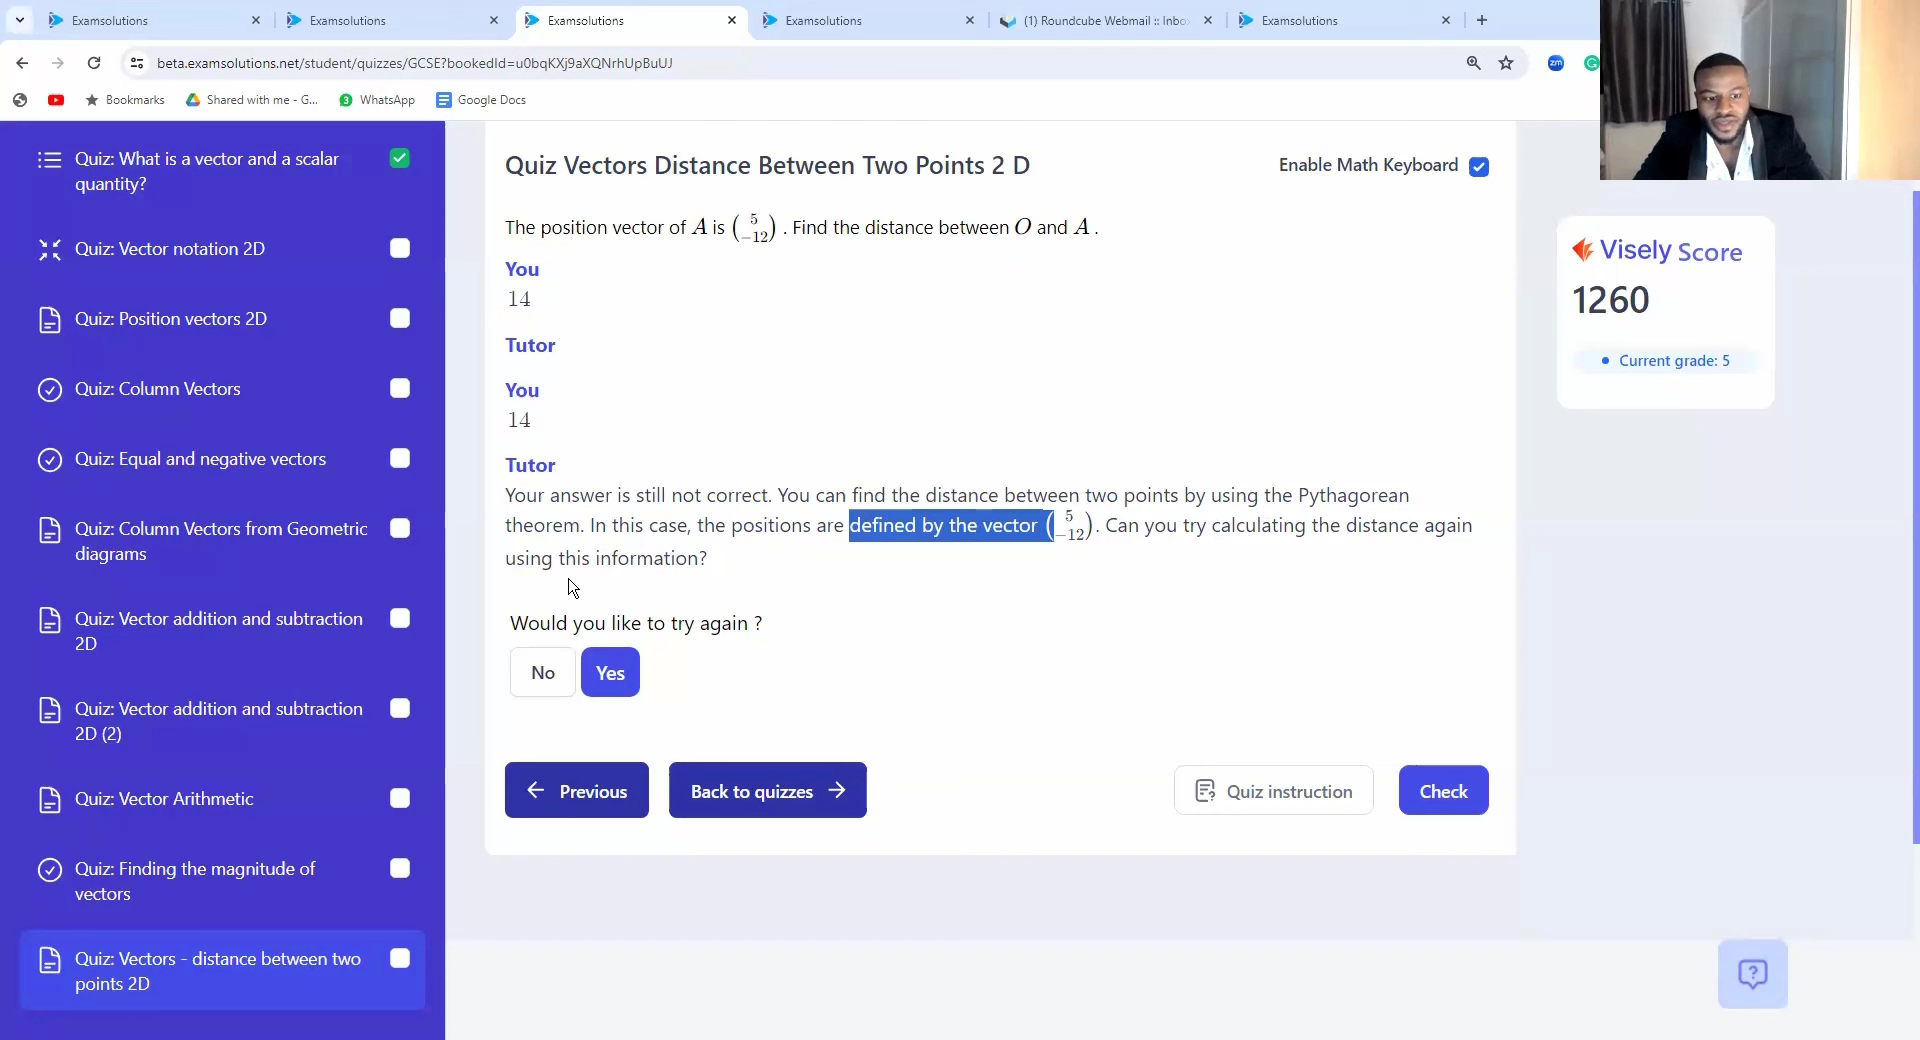 Examsolutions
Examsolutions
Examsolutions
Examsolutions
(1) Roundcube Webmail :: Inbo
Examsolutions
beta.examsolutions.net/student/quizzes/GCSE?bookedId=u0bqKXj9aXQNrhUpBuUJ
zm
G
Bookmarks
Shared with me - G...
3
WhatsApp
Google Docs
Quiz: What is a vector and a scalar
quantity?
Quiz: Vector notation 2D
Quiz: Position vectors 2D
Quiz: Column Vectors
Quiz: Equal and negative vectors
Quiz: Column Vectors from Geometric
diagrams
Quiz: Vector addition and subtraction
2D
Quiz: Vector addition and subtraction
2D (2)
Quiz: Vector Arithmetic
Quiz: Finding the magnitude of
vectors
Quiz: Vectors - distance between two
points 2D
Quiz Vectors Distance Between Two Points 2 D
Enable Math Keyboard
The position vector of A is (5 -12) . Find the distance between O and A .
You
14
Tutor
You
14
Tutor
Your answer is still not correct. You can find the distance between two points by using the Pythagorean
theorem. In this case, the positions are defined by the vector (5 -12). Can you try calculating the distance again
using this information?
Would you like to try again ?
No
Yes
Previous
Back to quizzes
Quiz instruction
Check
Visely Score
1260
Current grade: 5